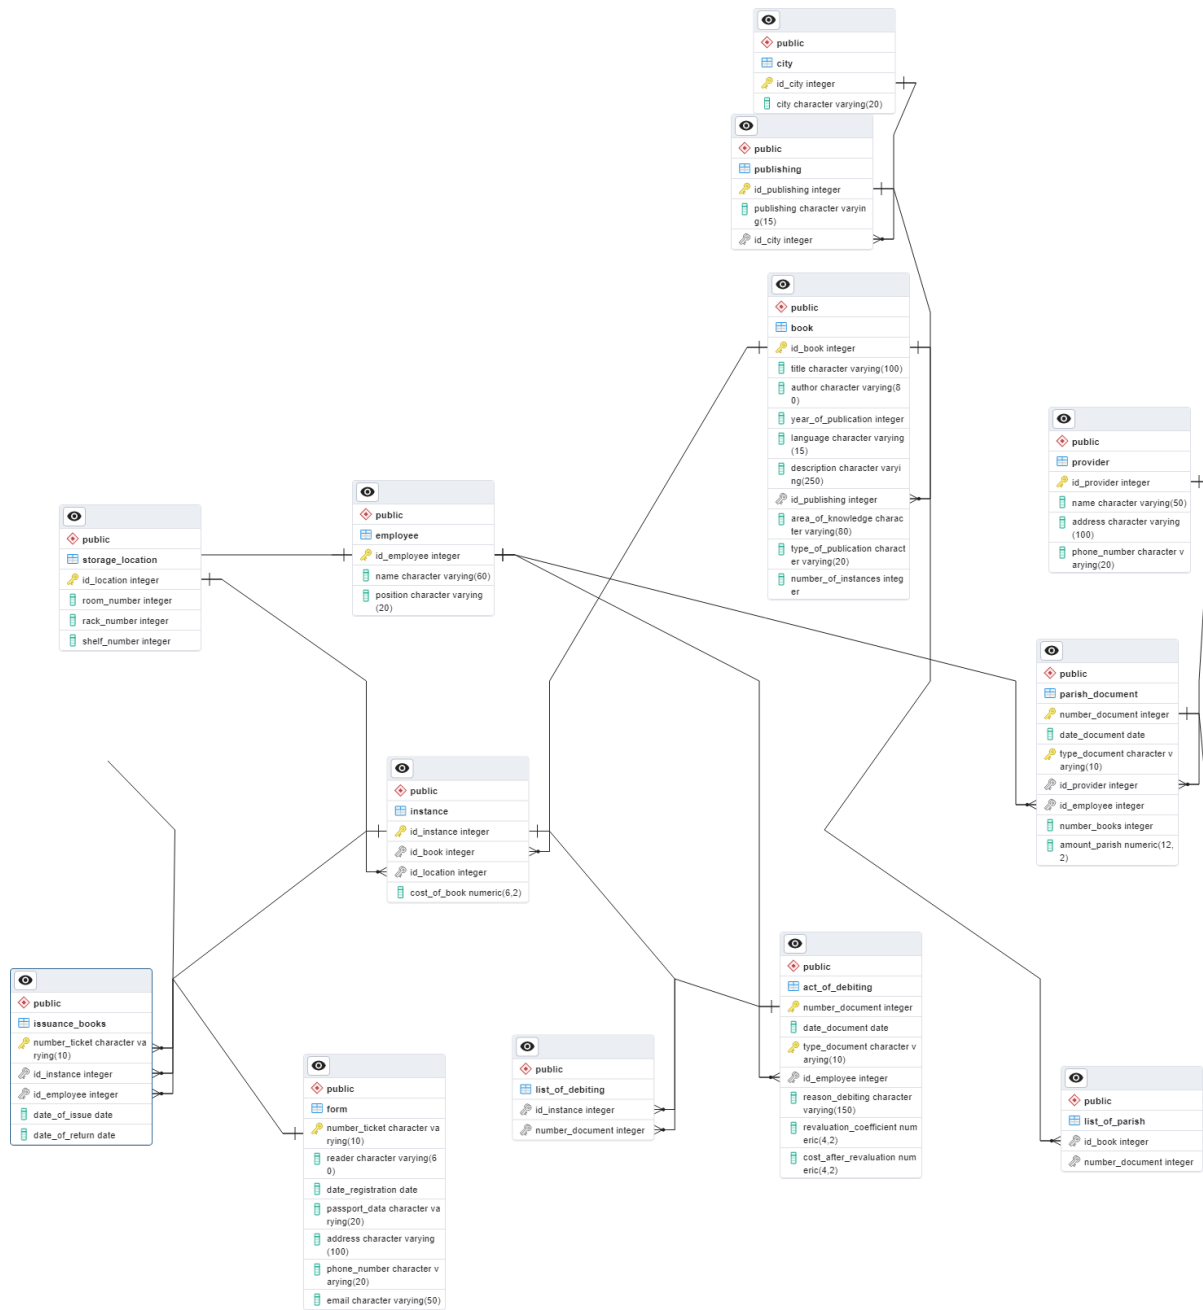 public
city
id_city integer
city character varying(20)
public
publishing
id_publishing integer
publishing character varyin
g(15)
id_city integer
public
book
id_book integer
title character varying(100)
author character varying(8
0)
year_of_publication integer
language character varying
(15)
description character varyi
ng(250)
id_publishing integer
area_of_knowledge charac
ter varying(80)
type_of_publication charact
er varying(20)
number_of_instances integ
er
public
provider
id_provider integer
name character varying(50)
address character varying
(100)
phone_number character v
arying(20)
public
storage_location
id_location integer
room_number integer
rack_number integer
shelf_number integer
public
employee
id_employee integer
name character varying(60)
position character varying
(20)
public
parish_document
number_document integer
date_document date
type_document character v
arying(10)
id_provider integer
id_employee integer
number_books integer
amount_parish numeric(12,
2)
public
instance
id_instance integer
id_book integer
id_location integer
cost_of_book numeric(6,2)
public
issuance_books
number_ticket character va
rying(10)
id_instance integer
id_employee integer
date_of_issue date
date_of_return date
public
form
number_ticket character va
rying(10)
reader character varying(6
0)
date_registration date
passport_data character va
rying(20)
address character varying
(100)
phone_number character v
arying(20)
email character varying(50)
public
list_of_debiting
id_instance integer
number_document integer
public
act_of_debiting
number_document integer
date_document date
type_document character v
arying(10)
id_employee integer
reason_debiting character
varying(150)
revaluation_coefficient num
eric(4,2)
cost_after_revaluation num
eric(4,2)
public
list_of_parish
id_book integer
number_document integer